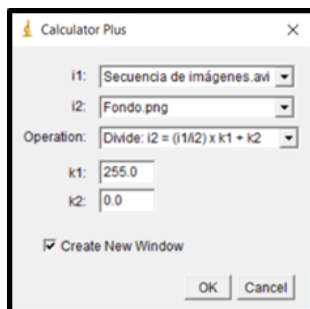 Calculator Plus
i1: Secuencia de imágenes.avi
i2: Fondo.png
Operation: Divide: i2 = (i1/i2) x k1 + k2
k1: 255.0
k2: 0.0
Create New Window
OK Cancel